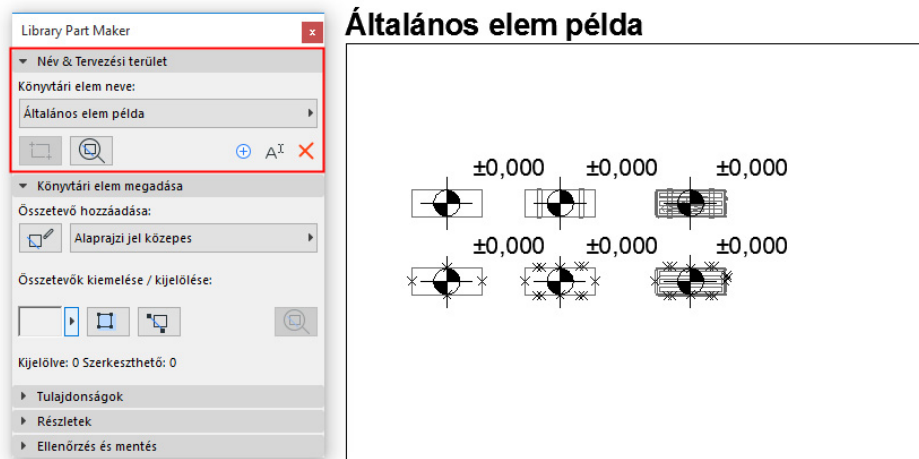 Library Part Maker
x
Név & Tervezési terület
Könyvtári elem neve:
Általános elem példa
A
Könyvtári elem megadása
Összetevő hozzáadása:
Alaprajzi jel közepes
Összetevők kiemelése / kijelölése:
Kijelölve: 0 Szerkeszthető: 0
Tulajdonságok
Részletek
Ellenőrzés és mentés
Általános elem példa
±0,000 ±0,000 ±0,000
±0,000 ±0,000 ±0,000